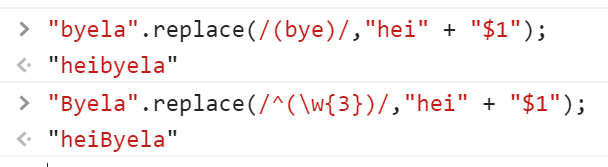 > "byela".replace(/(bye)/,"hei" + "$1");
"heibyela"
> "Byela".replace(/^(\w{3})/,"hei" + "$1");
"heiByela"